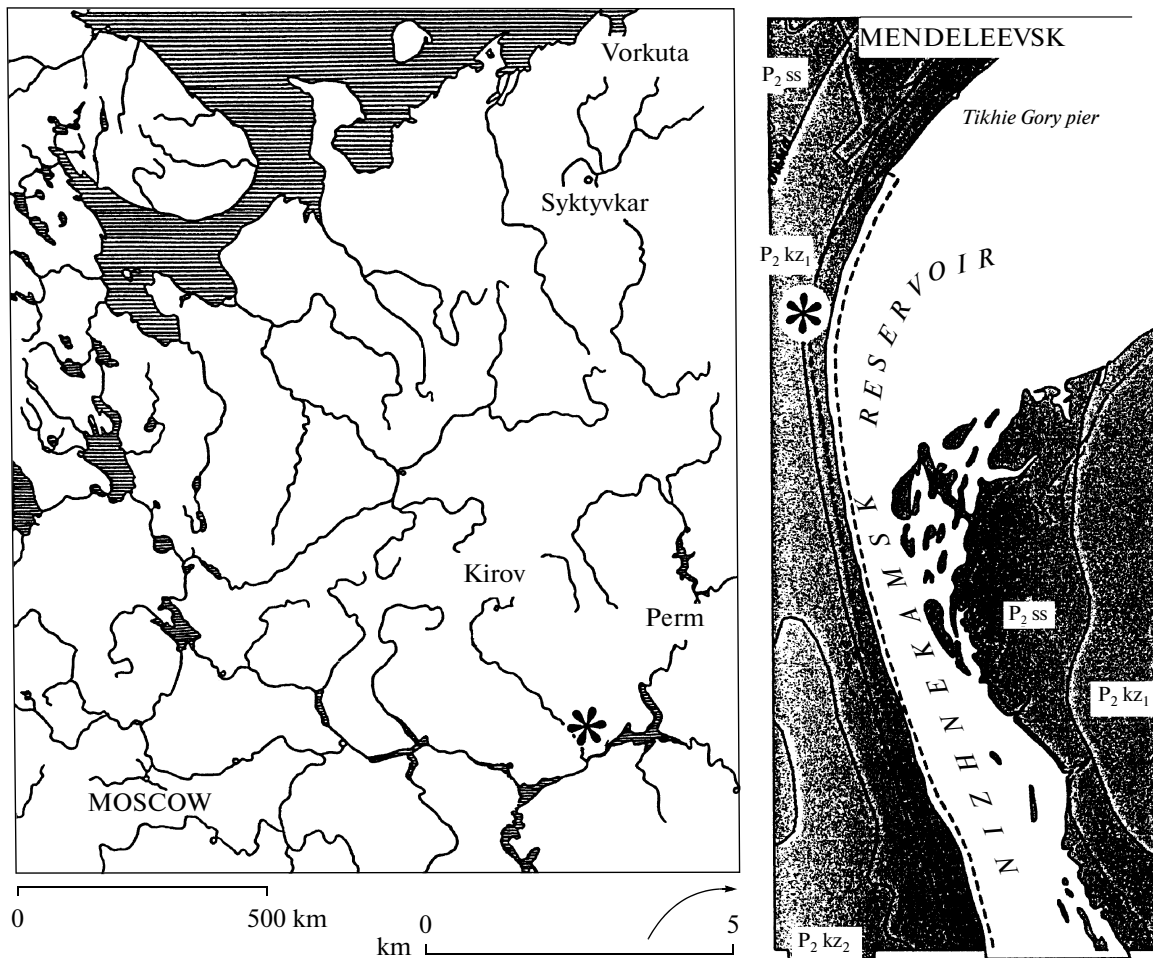 Vorkuta
Syktyvkar
Kirov
Perm
MOSCOW
0 500 km
0 5
km
MENDELEEVSK
P₂ ss
Tikhie Gory pier
P₂ kz₁
NIZHNEKAMSK RESERVOIR
P₂ ss
P₂ kz₁
P₂ kz₂